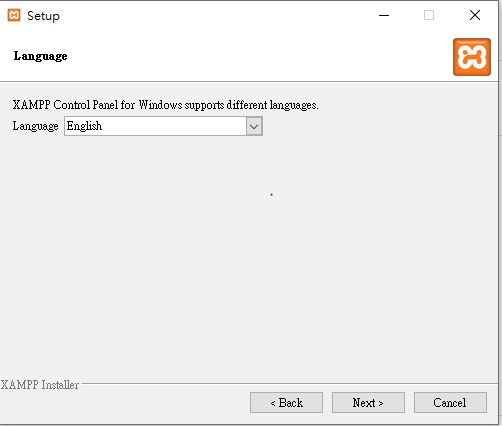 Setup
Language
XAMPP Control Panel for Windows supports different languages.
Language English
XAMPP Installer
< Back Next > Cancel